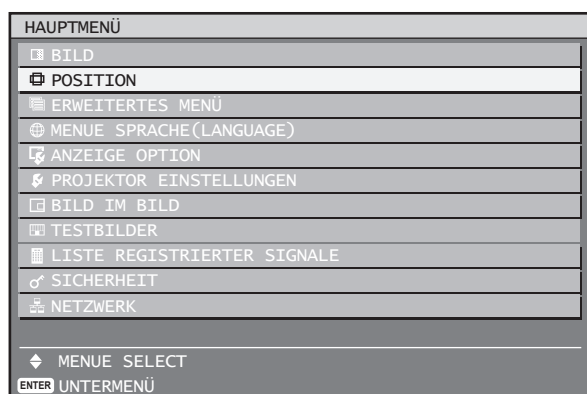 HAUPTMENÜ
BILD
POSITION
ERWEITERTES MENÜ
MENUE SPRACHE(LANGUAGE)
ANZEIGE OPTION
PROJEKTOR EINSTELLUNGEN
BILD IM BILD
TESTBILDER
LISTE REGISTRIERTER SIGNALE
SICHERHEIT
NETZWERK
MENUE SELECT
ENTER UNTERMENÜ